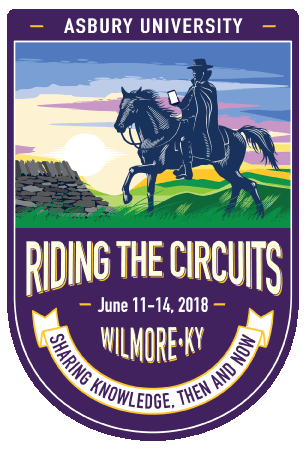 ASBURY UNIVERSITY
RIDING THE CIRCUITS
June 11–14, 2018
WILMORE • KY
SHARING KNOWLEDGE, THEN AND NOW